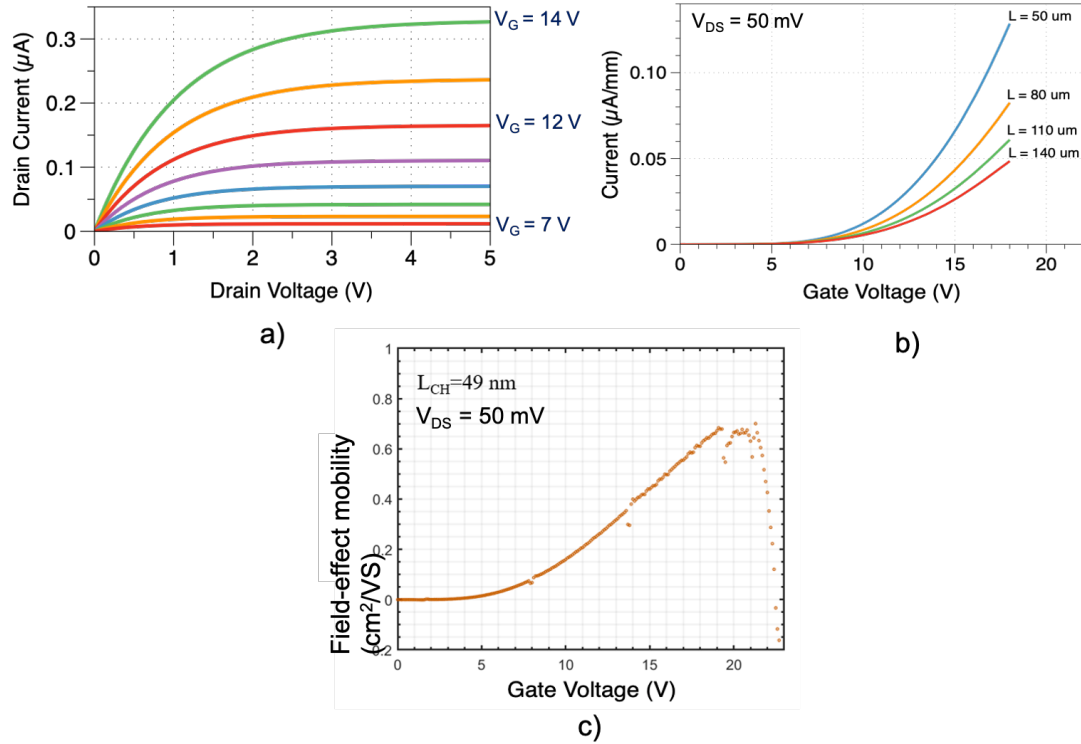 Drain Current (µA)
0.3
0.2
0.1
0
0 1 2 3 4 5
Drain Voltage (V)
V_G = 14 V
V_G = 12 V
V_G = 7 V
a)
V_DS = 50 mV
Current (µA/mm)
0.10
0.05
0
0 5 10 15 20
Gate Voltage (V)
L = 50 um
L = 80 um
L = 110 um
L = 140 um
b)
L_CH=49 nm
V_DS = 50 mV
Field-effect mobility
(cm²/VS)
1
0.8
0.6
0.4
0.2
0
0.2
0 5 10 15 20
Gate Voltage (V)
c)